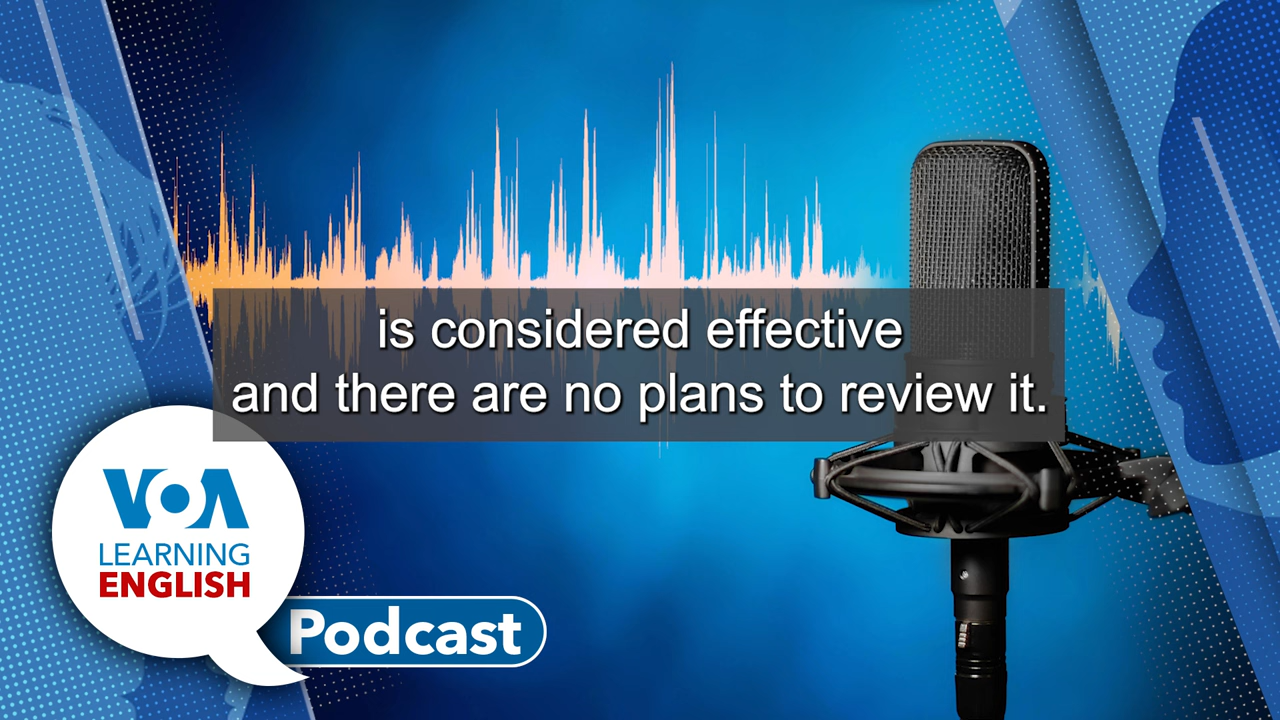 is considered effective
and there are no plans to review it.
VOA
LEARNING
ENGLISH
Podcast